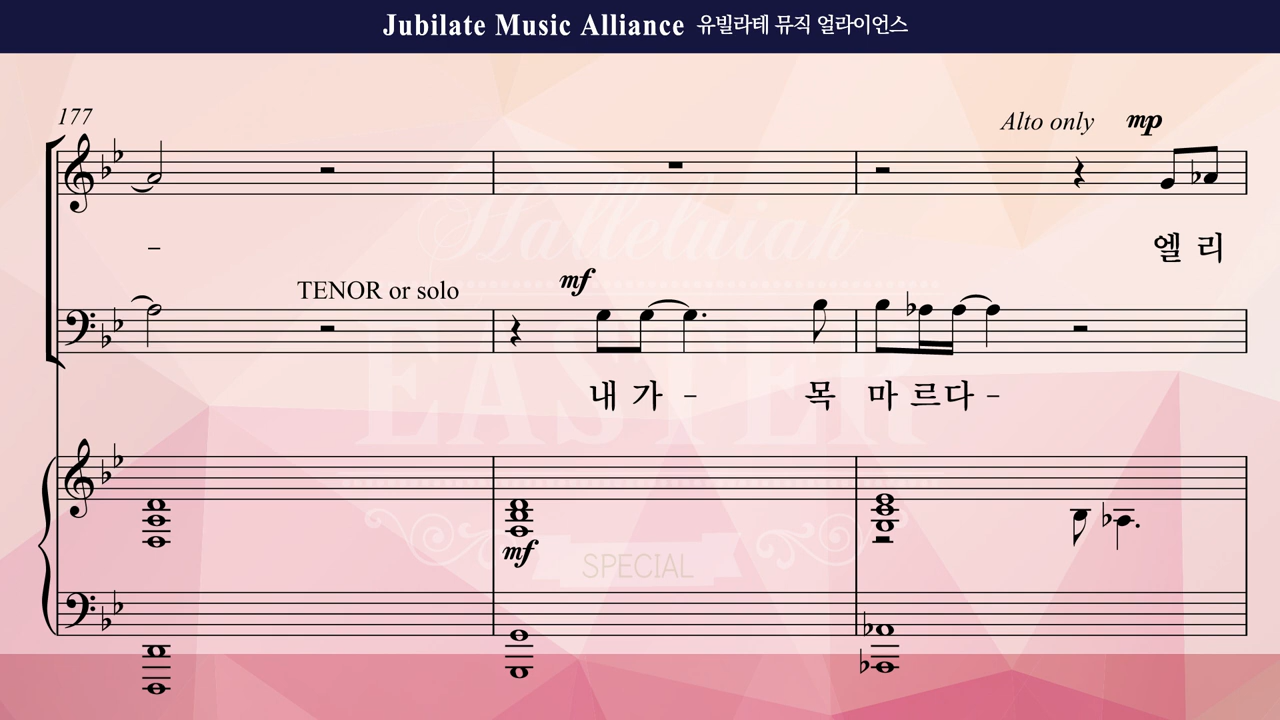 Jubilate Music Alliance 유빌라테 뮤직 얼라이언스
177
Alto only mp
–
엘 리
TENOR or solo
mf
내 가 – 목 마 르다 –
Hallelujah
EASTER
mf
SPECIAL